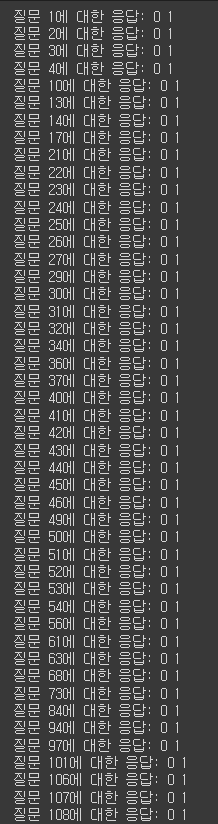 질문 1에 대한 응답: 0 1
질문 2에 대한 응답: 0 1
질문 3에 대한 응답: 0 1
질문 4에 대한 응답: 0 1
질문 10에 대한 응답: 0 1
질문 13에 대한 응답: 0 1
질문 14에 대한 응답: 0 1
질문 17에 대한 응답: 0 1
질문 21에 대한 응답: 0 1
질문 22에 대한 응답: 0 1
질문 23에 대한 응답: 0 1
질문 24에 대한 응답: 0 1
질문 25에 대한 응답: 0 1
질문 26에 대한 응답: 0 1
질문 27에 대한 응답: 0 1
질문 29에 대한 응답: 0 1
질문 30에 대한 응답: 0 1
질문 31에 대한 응답: 0 1
질문 32에 대한 응답: 0 1
질문 34에 대한 응답: 0 1
질문 36에 대한 응답: 0 1
질문 37에 대한 응답: 0 1
질문 40에 대한 응답: 0 1
질문 41에 대한 응답: 0 1
질문 42에 대한 응답: 0 1
질문 43에 대한 응답: 0 1
질문 44에 대한 응답: 0 1
질문 45에 대한 응답: 0 1
질문 46에 대한 응답: 0 1
질문 49에 대한 응답: 0 1
질문 50에 대한 응답: 0 1
질문 51에 대한 응답: 0 1
질문 52에 대한 응답: 0 1
질문 53에 대한 응답: 0 1
질문 54에 대한 응답: 0 1
질문 56에 대한 응답: 0 1
질문 61에 대한 응답: 0 1
질문 63에 대한 응답: 0 1
질문 68에 대한 응답: 0 1
질문 73에 대한 응답: 0 1
질문 84에 대한 응답: 0 1
질문 94에 대한 응답: 0 1
질문 97에 대한 응답: 0 1
질문 101에 대한 응답: 0 1
질문 106에 대한 응답: 0 1
질문 107에 대한 응답: 0 1
질문 108에 대한 응답: 0 1